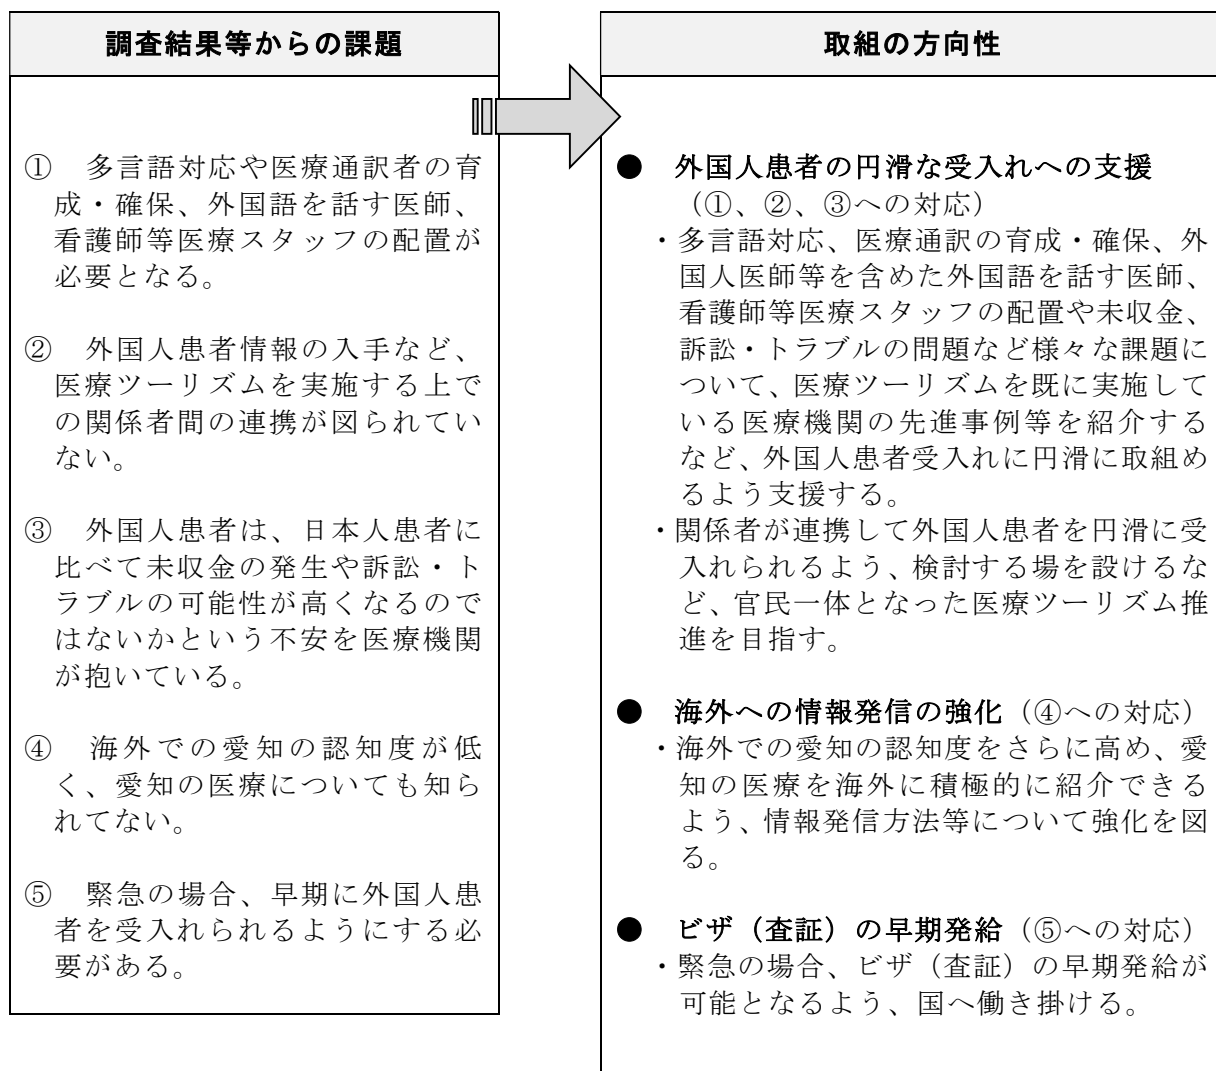 調査結果等からの課題
① 多言語対応や医療通訳者の育
成・確保、外国語を話す医師、
看護師等医療スタッフの配置が
必要となる。
② 外国人患者情報の入手など、
医療ツーリズムを実施する上で
の関係者間の連携が図られてい
ない。
③ 外国人患者は、日本人患者に
比べて未収金の発生や訴訟・ト
ラブルの可能性が高くなるので
はないかという不安を医療機関
が抱いている。
④ 海外での愛知の認知度が低
く、愛知の医療についても知ら
れてない。
⑤ 緊急の場合、早期に外国人患
者を受入れられるようにする必
要がある。
取組の方向性
● 外国人患者の円滑な受入れへの支援
（①、②、③への対応）
・多言語対応、医療通訳の育成・確保、外
国人医師等を含めた外国語を話す医師、
看護師等医療スタッフの配置や未収金、
訴訟・トラブルの問題など様々な課題に
ついて、医療ツーリズムを既に実施して
いる医療機関の先進事例等を紹介する
など、外国人患者受入れに円滑に取組め
るよう支援する。
・関係者が連携して外国人患者を円滑に受
入れられるよう、検討する場を設けるな
ど、官民一体となった医療ツーリズム推
進を目指す。
● 海外への情報発信の強化（④への対応）
・海外での愛知の認知度をさらに高め、愛
知の医療を海外に積極的に紹介できる
よう、情報発信方法等について強化を図
る。
● ビザ（査証）の早期発給（⑤への対応）
・緊急の場合、ビザ（査証）の早期発給が
可能となるよう、国へ働き掛ける。